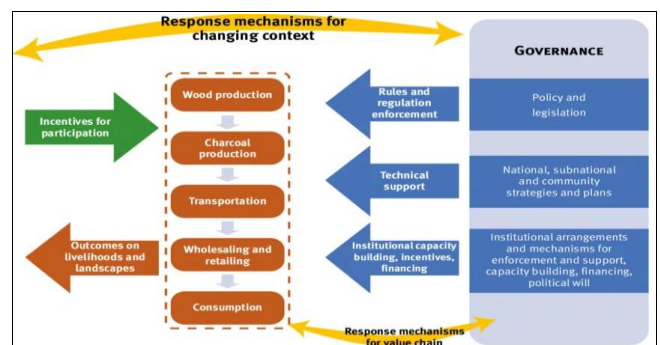 Response mechanisms for
changing context
GOVERNANCE
Incentives for
participation
Wood production
Charcoal
production
Transportation
Wholesaling and
retailing
Consumption
Outcomes on
livelihoods and
landscapes
Rules and
regulation
enforcement
Technical
support
Institutional capacity
building, incentives,
financing
Policy and
legislation
National, subnational
and community
strategies and plans
Institutional arrangements
and mechanisms for
enforcement and support,
capacity building, financing,
political will
Response mechanisms
for value chain